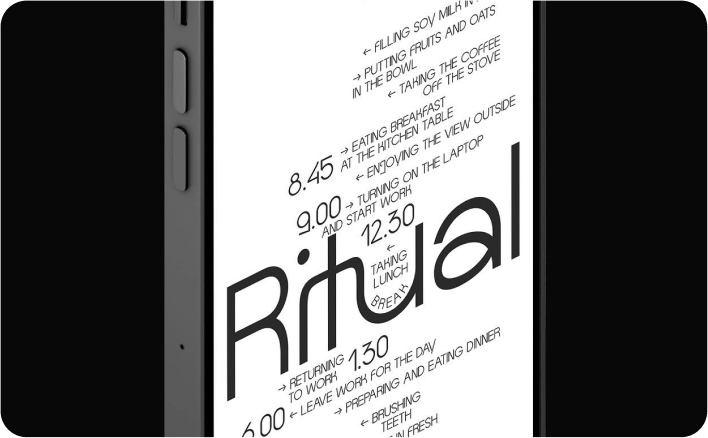 ← FILLING SOY MILK IN
→ PUTTING FRUITS AND OATS
IN THE BOWL
← TAKING THE COFFEE
OFF THE STOVE
8.45 → EATING BREAKFAST
AT THE KITCHEN TABLE
← ENJOYING THE VIEW OUTSIDE
9.00 → TURNING ON THE LAPTOP
AND START WORK
12.30
←
TAKING
LUNCH
BREAK
Ritual
→ RETURNING
TO WORK
1.30
6.00 ← LEAVE WORK FOR THE DAY
→ PREPARING AND EATING DINNER
← BRUSHING
TEETH
FRESH